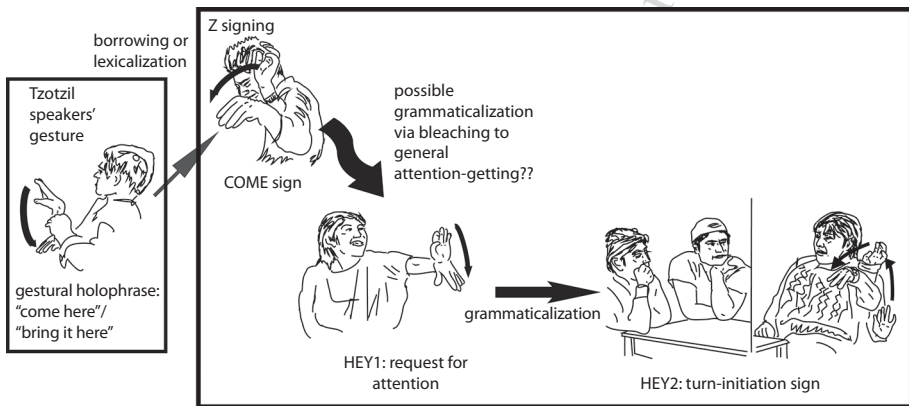 borrowing or
lexicalization
Tzotzil
speakers'
gesture
gestural holophrase:
"come here"/
"bring it here"
Z signing
COME sign
possible
grammaticalization
via bleaching to
general
attention-getting??
HEY1: request for
attention
grammaticalization
HEY2: turn-initiation sign